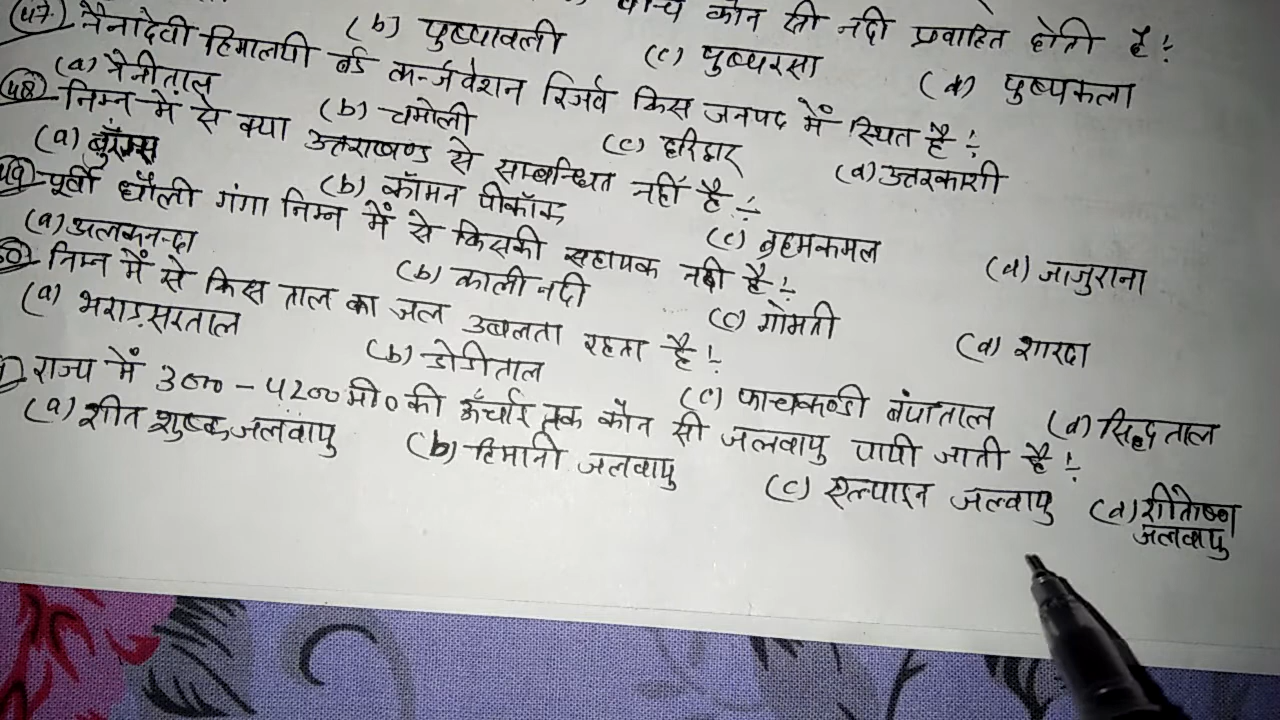 बीच कौन सी नदी प्रवाहित होती है÷
(b) पुष्पावली (c) पुष्परसा (d) पुष्पकला
47. नैनादेवी हिमालयी बर्ड कन्जर्वेशन रिजर्व किस जनपद में स्थित है÷
(a) नैनीताल (b) चमोली (c) हरिद्वार (d) उत्तरकाशी
48. निम्न में से क्या उत्तराखण्ड से सम्बन्धित नहीं है÷
(a) बुरॉन्स (b) कॉमन पीकॉक (c) ब्रहमकमल (d) जाजुराना
49 पूर्वी धौली गंगा निम्न में से किसकी सहायक नदी है÷
(a) अलकनन्दा (b) काली नदी (c) गोमती (d) शारदा
50 निम्न में से किस ताल का जल उबलता रहता है÷
(a) भराड़सरताल (b) डोडीताल (c) फाचकण्डी बंयाताल (d) सिद्धताल
राज्य में 3000 - 4200 मी० की ऊँचाई तक कौन सी जलवायु पायी जाती है÷
(a) शीत शुष्क जलवायु (b) हिमानी जलवायु (c) एल्पाइन जलवायु (d) शीतोष्ण
जलवायु